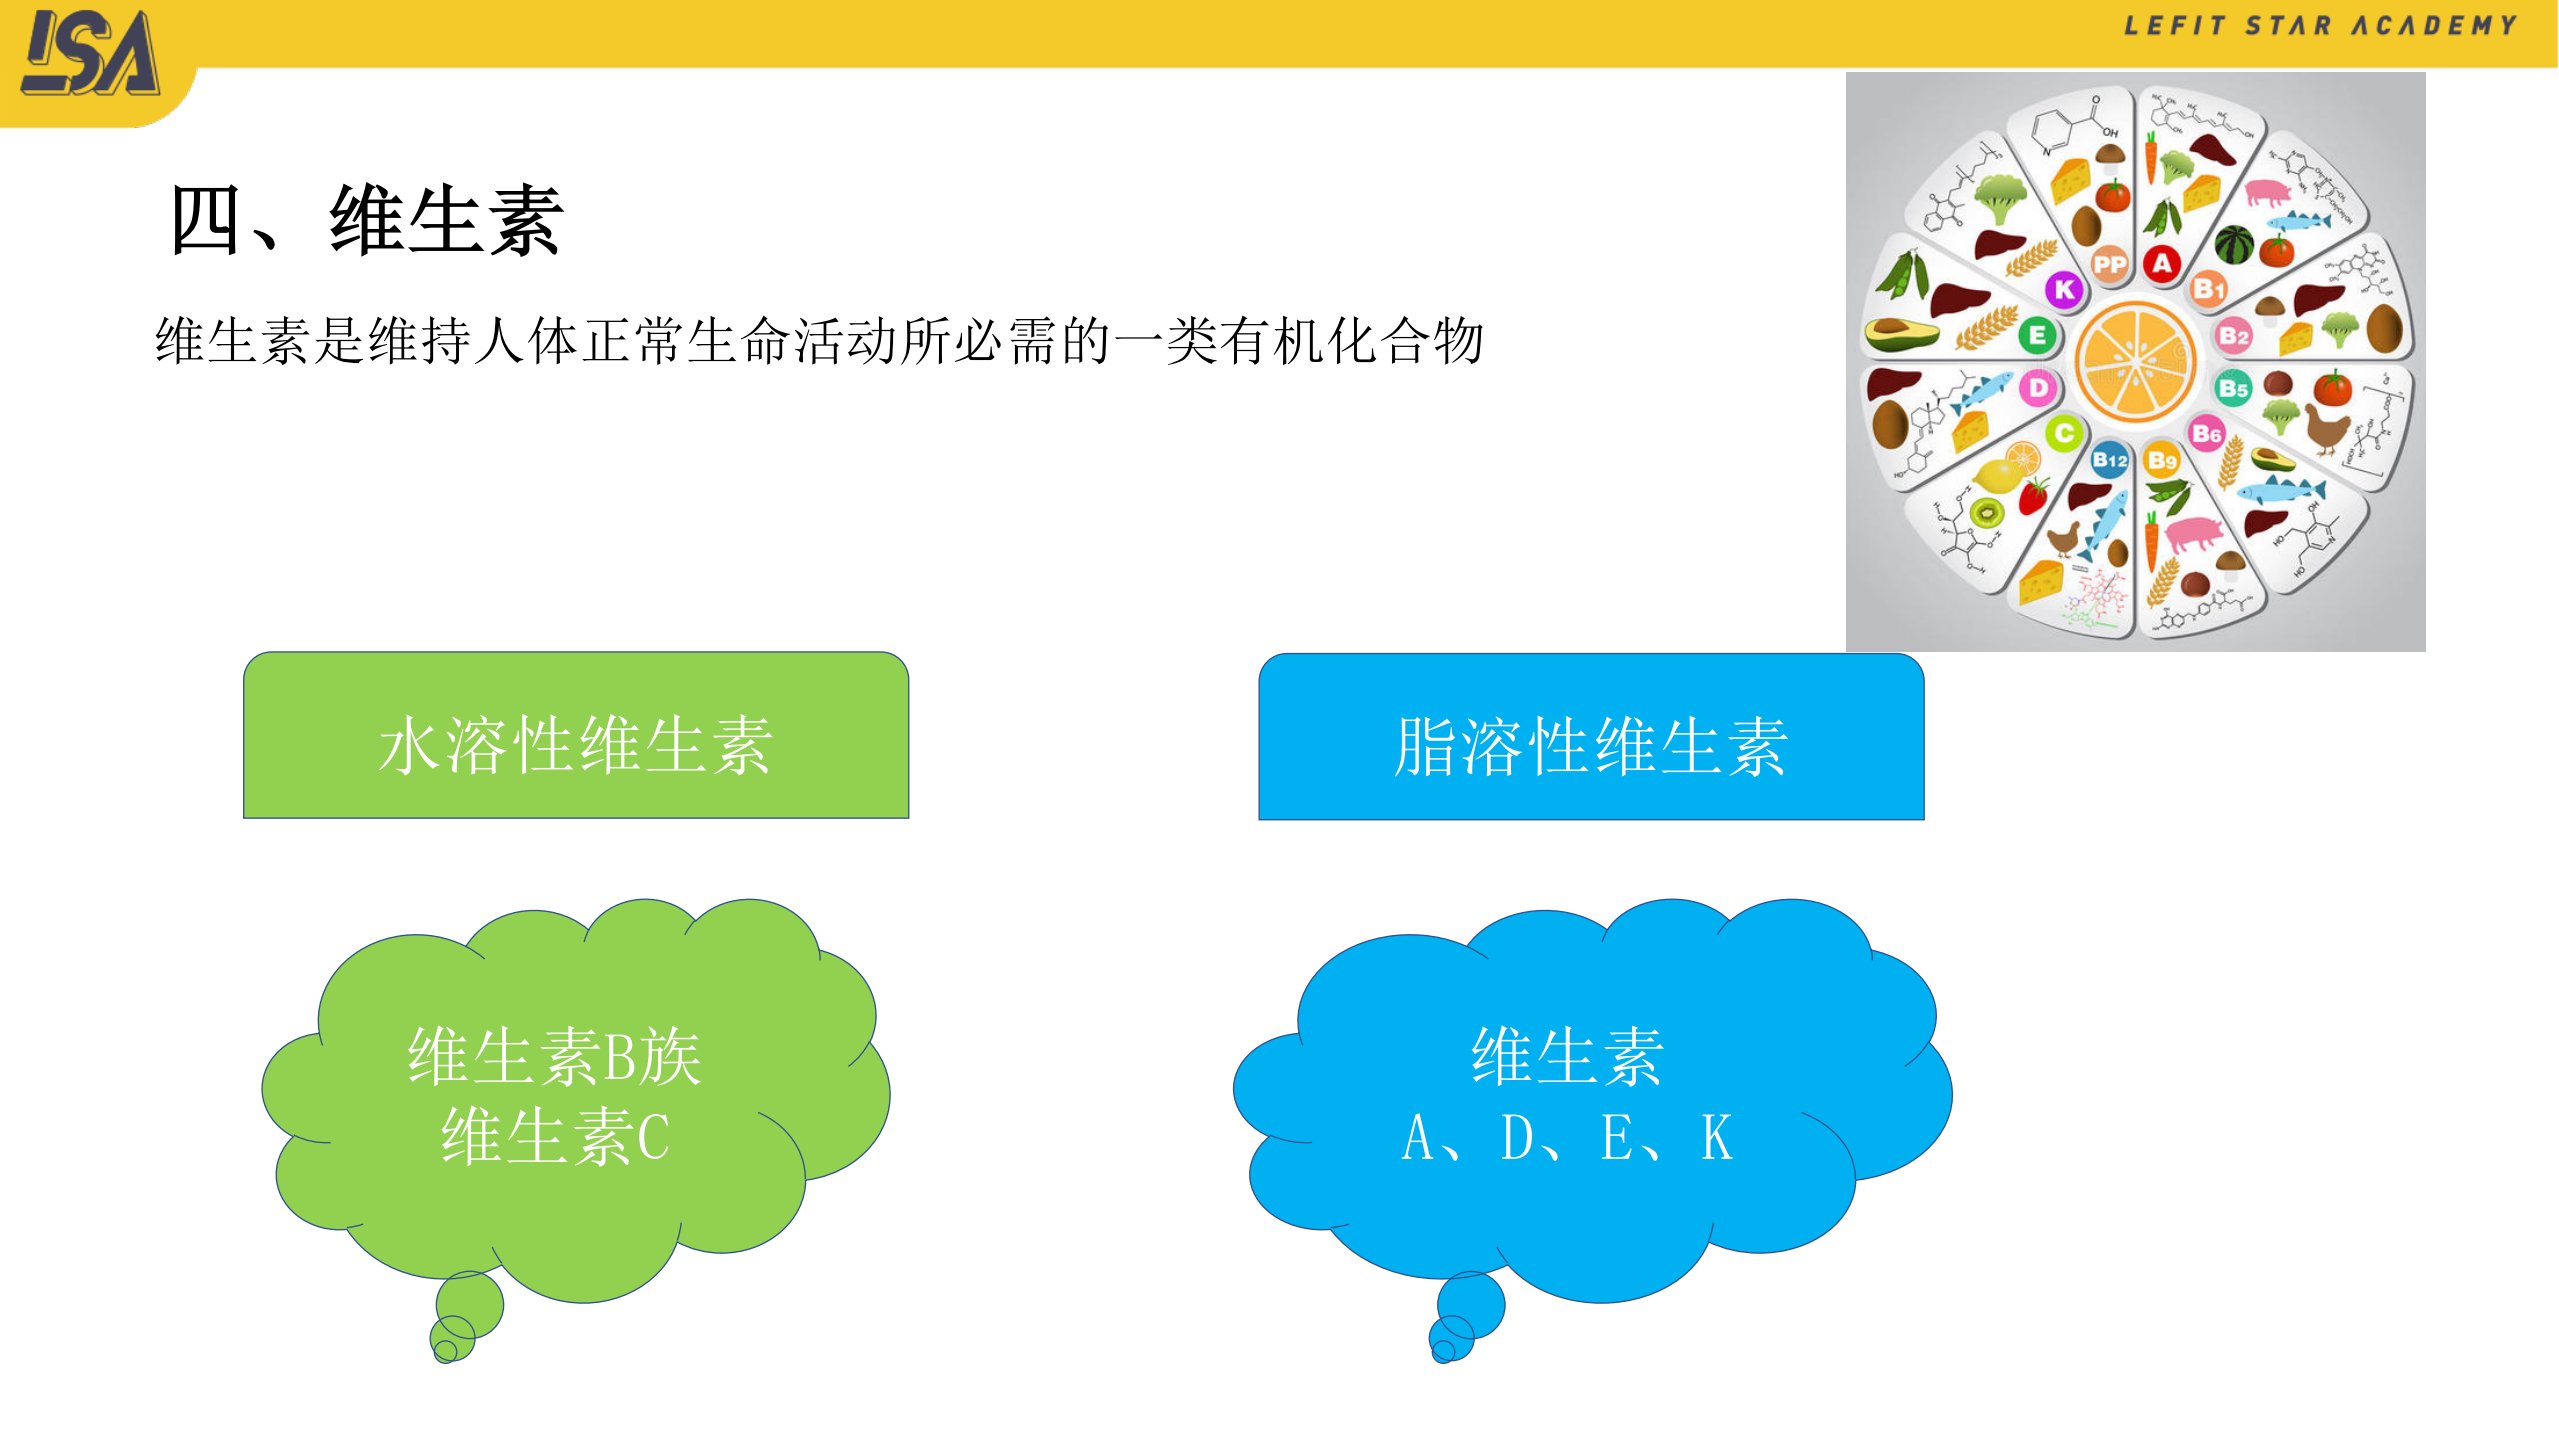 LSA
LEFIT STAR ACADEMY
四、维生素
维生素是维持人体正常生命活动所必需的一类有机化合物
PP
A
K
B1
E
B2
D
B5
C
B6
B12
B9
水溶性维生素
脂溶性维生素
维生素B族
维生素C
维生素
A、D、E、K